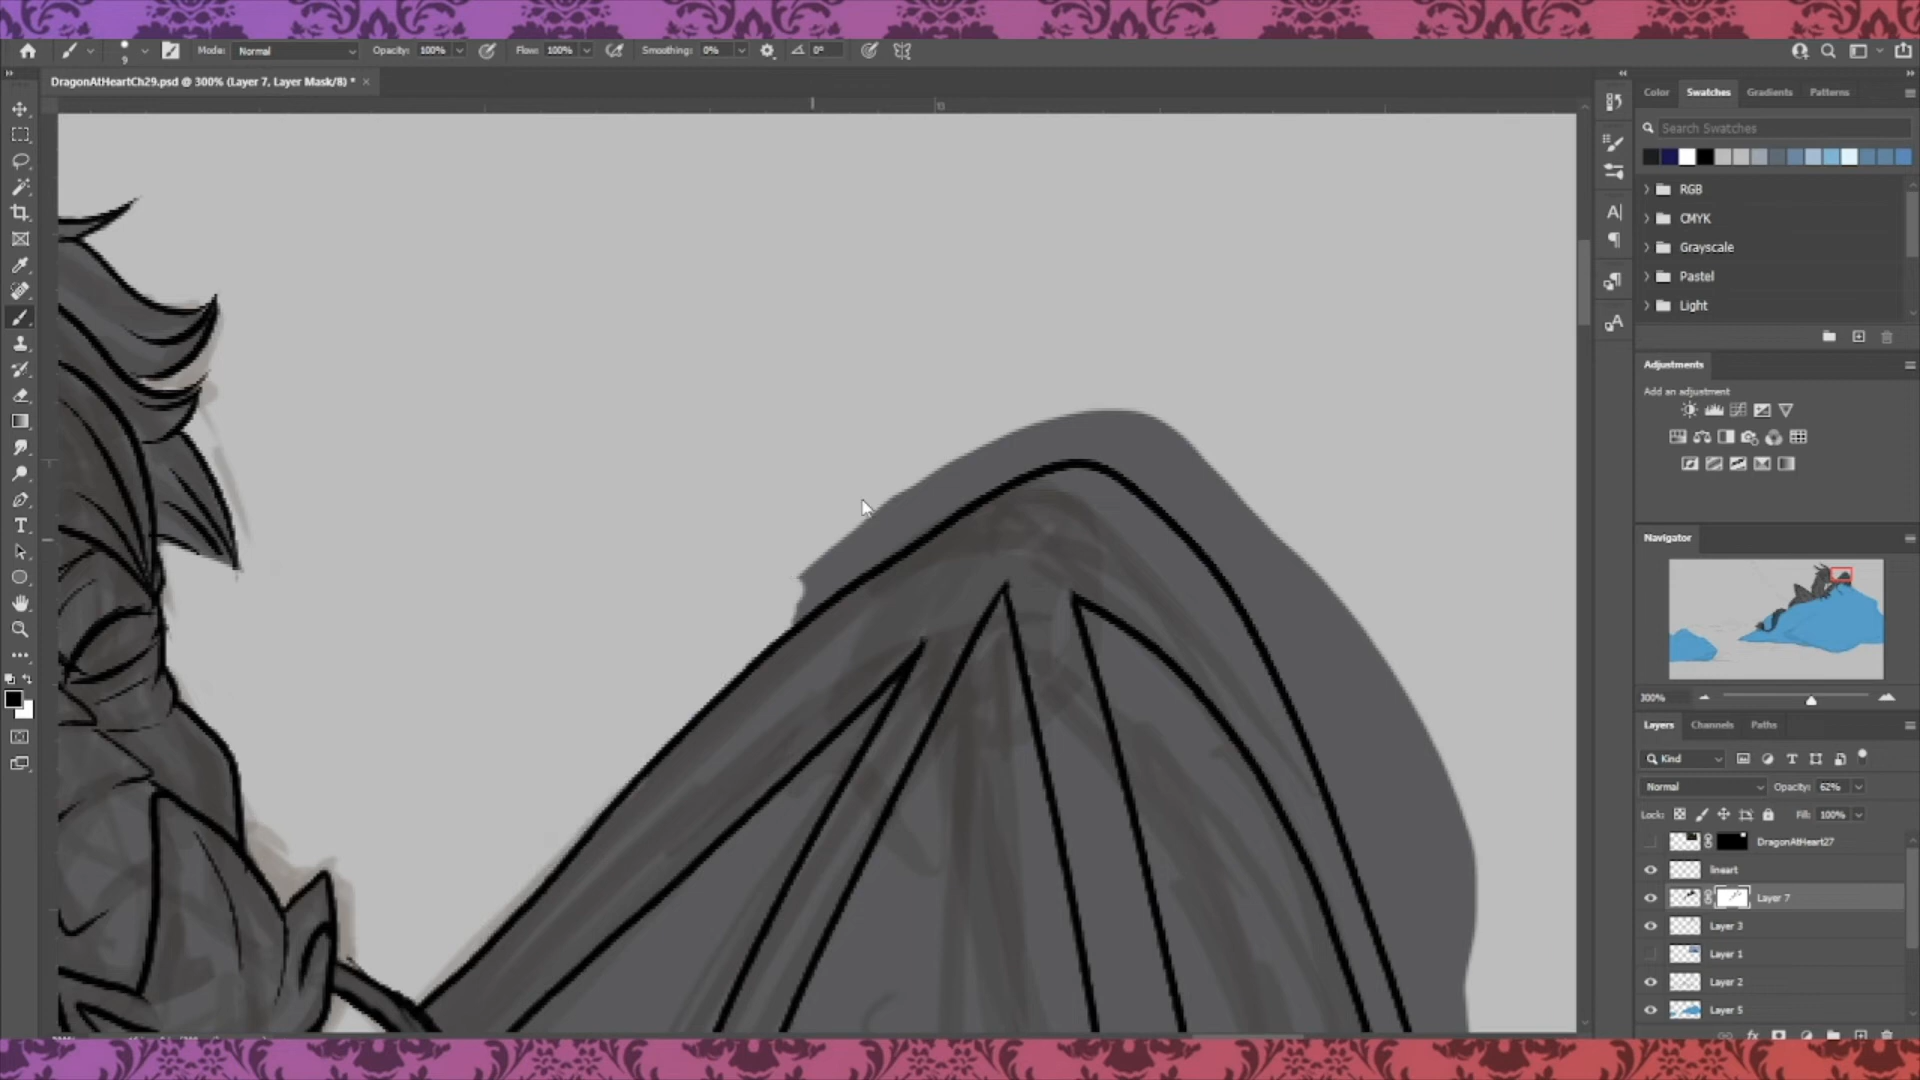 9 Mode: Normal Opacity: 100% Flow: 100% Smoothing: 0% 0°
DragonAtHeartCh29.psd @ 300% (Layer 7, Layer Mask/8) * ×
Color Swatches Gradients Patterns
Search Swatches
RGB
CMYK
Grayscale
Pastel
Light
Adjustments
Add an adjustment
Navigator
300%
Layers Channels Paths
Kind
Normal Opacity: 62%
Lock: Fill: 100%
DragonAtHeart27
lineart
Layer 7
Layer 3
Layer 1
Layer 2
Layer 5